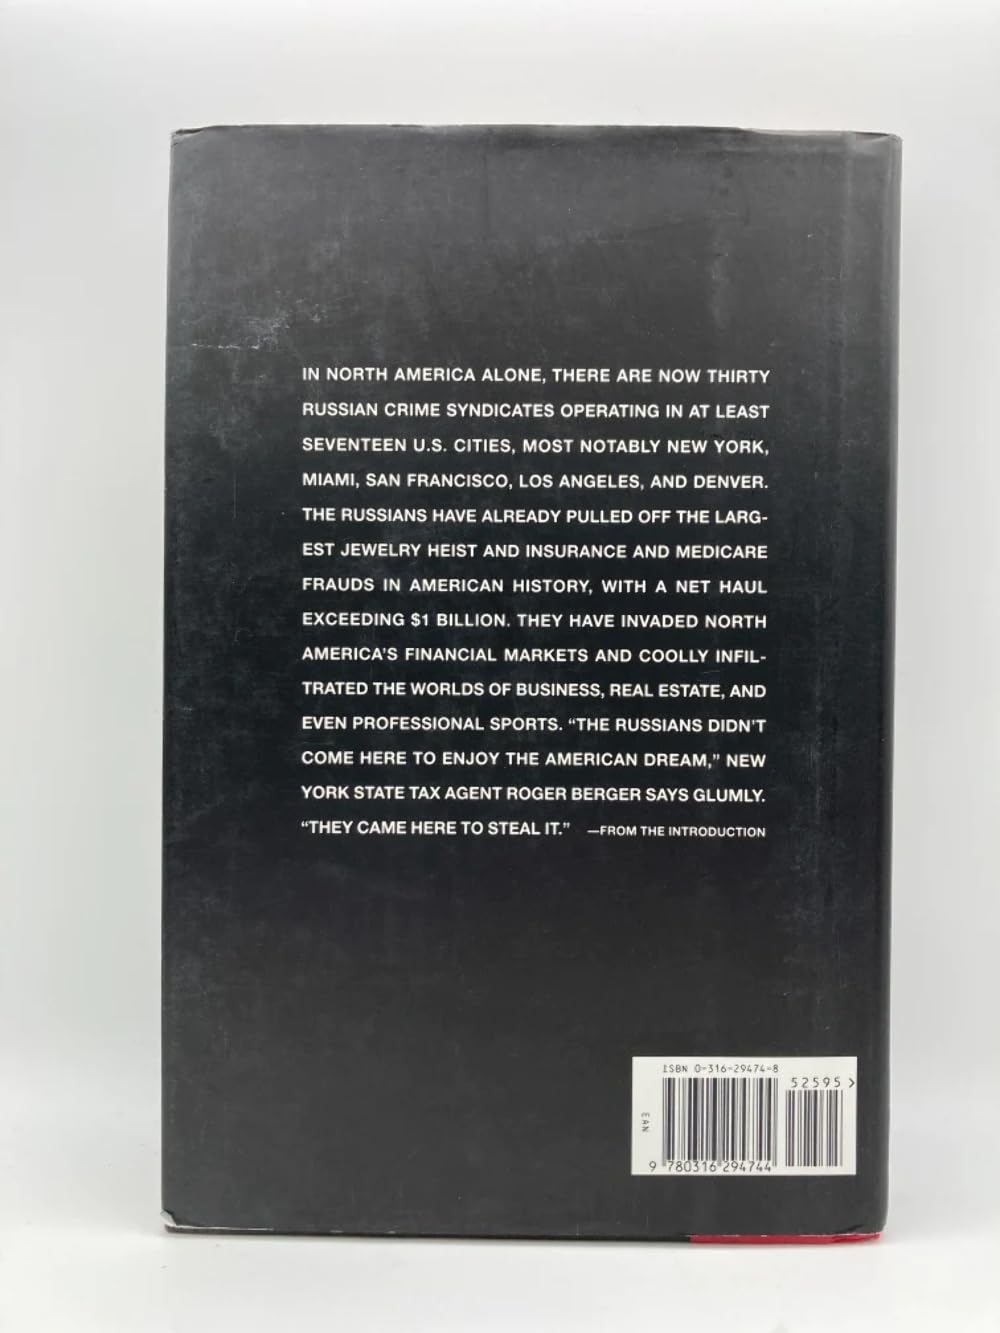 IN NORTH AMERICA ALONE, THERE ARE NOW THIRTY
RUSSIAN CRIME SYNDICATES OPERATING IN AT LEAST
SEVENTEEN U.S. CITIES, MOST NOTABLY NEW YORK,
MIAMI, SAN FRANCISCO, LOS ANGELES, AND DENVER.
THE RUSSIANS HAVE ALREADY PULLED OFF THE LARG-
EST JEWELRY HEIST AND INSURANCE AND MEDICARE
FRAUDS IN AMERICAN HISTORY, WITH A NET HAUL
EXCEEDING $1 BILLION. THEY HAVE INVADED NORTH
AMERICA'S FINANCIAL MARKETS AND COOLLY INFIL-
TRATED THE WORLDS OF BUSINESS, REAL ESTATE, AND
EVEN PROFESSIONAL SPORTS. “THE RUSSIANS DIDN'T
COME HERE TO ENJOY THE AMERICAN DREAM,” NEW
YORK STATE TAX AGENT ROGER BERGER SAYS GLUMLY.
“THEY CAME HERE TO STEAL IT.” —FROM THE INTRODUCTION
ISBN 0-316-29474-8
52595>
EAN
9 780316 294744